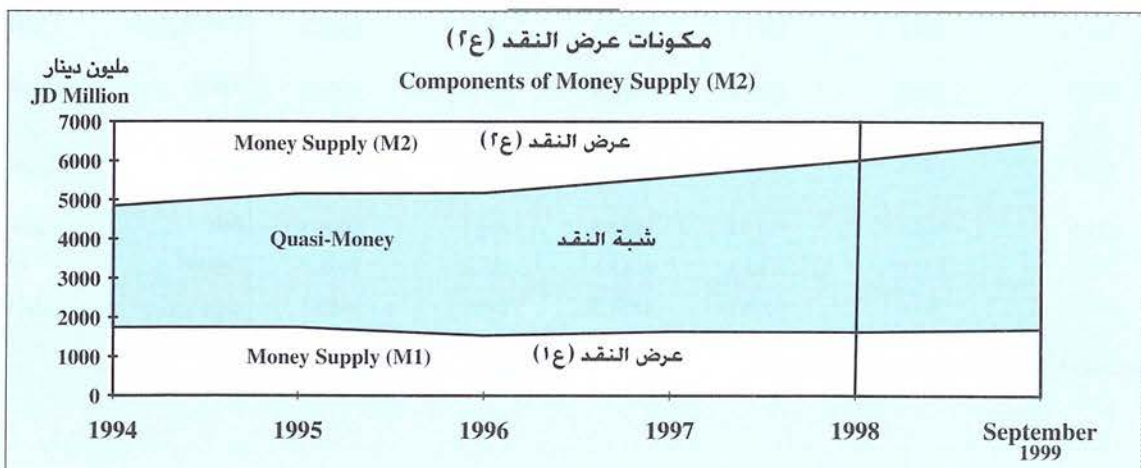 مكونات عرض النقد (ع٢)
مليون دينار
Components of Money Supply (M2)
JD Million
7000
Money Supply (M2) عرض النقد (ع٢)
6000
5000
Quasi-Money شبة النقد
4000
3000
2000
Money Supply (M1) عرض النقد (ع١)
1000
0
1994 1995 1996 1997 1998 September
1999